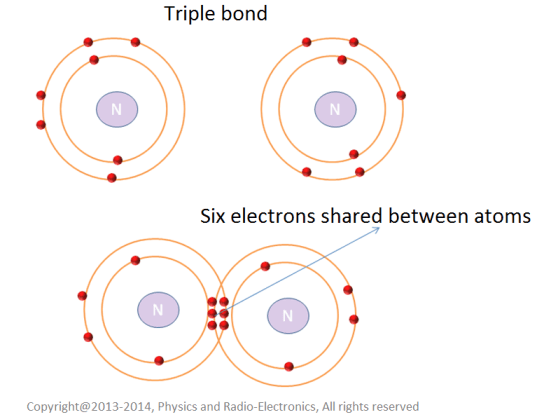 Triple bond
N N
Six electrons shared between atoms
N N
Copyright@2013-2014, Physics and Radio-Electronics, All rights reserved